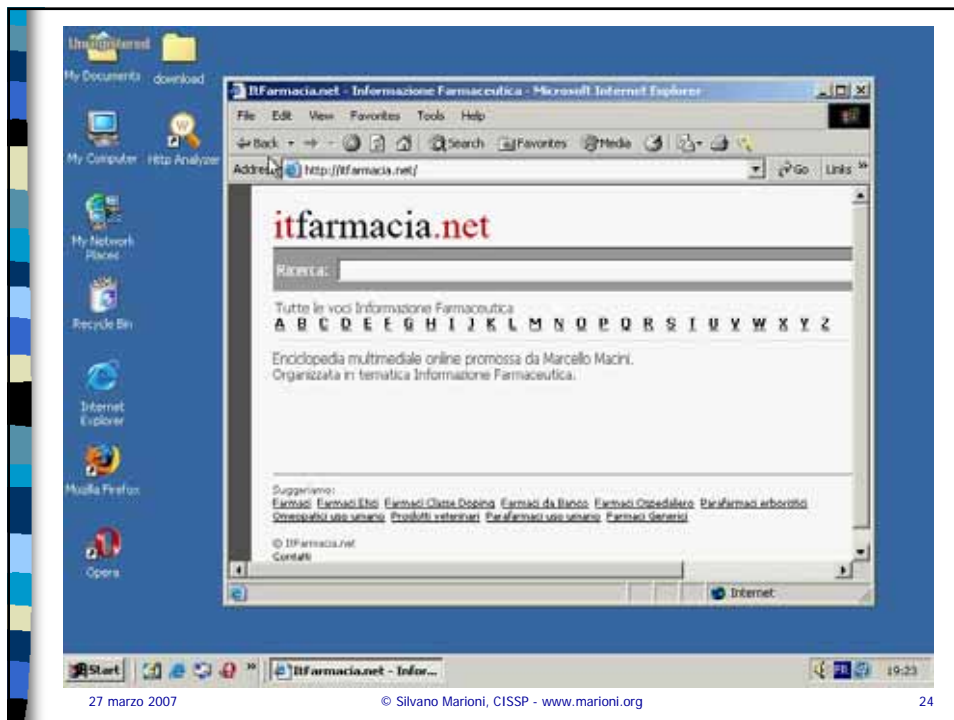 Unregistered
My Documents
download
My Computer
Http Analyzer
My Network
Places
Recycle Bin
Internet
Explorer
Mozilla Firefox
Opera
ItFarmacia.net - Informazione Farmaceutica - Microsoft Internet Explorer
File Edit View Favorites Tools Help
Back Search Favorites Media
Address http://itfarmacia.net/ Go Links »
itfarmacia.net
Ricerca:
Tutte le voci Informazione Farmaceutica
A B C D E F G H I J K L M N O P Q R S T U V W X Y Z
Enciclopedia multimediale online promossa da Marcello Macini.
Organizzata in tematica Informazione Farmaceutica.
Suggeriamo:
Farmaci Farmaci Etici Farmaci Classe Doping Farmaci da Banco Farmaci Ospedaliero Parafarmaci erboristici
Omeopatici uso umano Prodotti veterinari Parafarmaci uso umano Farmaci Generici
© ItFarmacia.net
Contatti
Internet
Start » ItFarmacia.net - Infor... FR 19:23
27 marzo 2007 © Silvano Marioni, CISSP - www.marioni.org 24